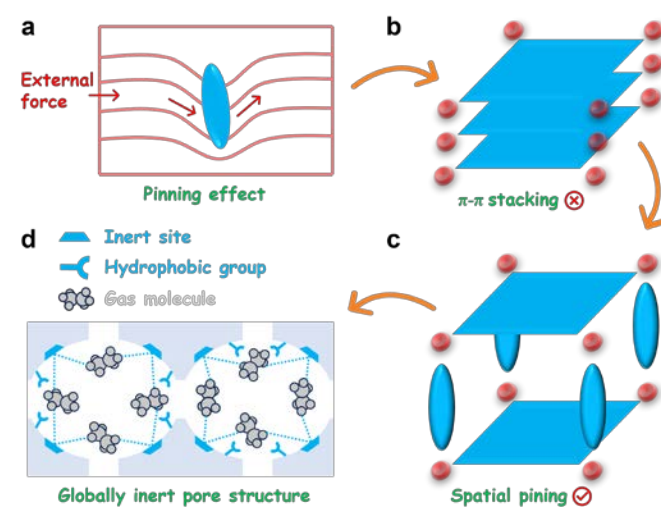 a
External
force
Pinning effect
b
π-π stacking
d
Inert site
Hydrophobic group
Gas molecule
Globally inert pore structure
c
Spatial pining